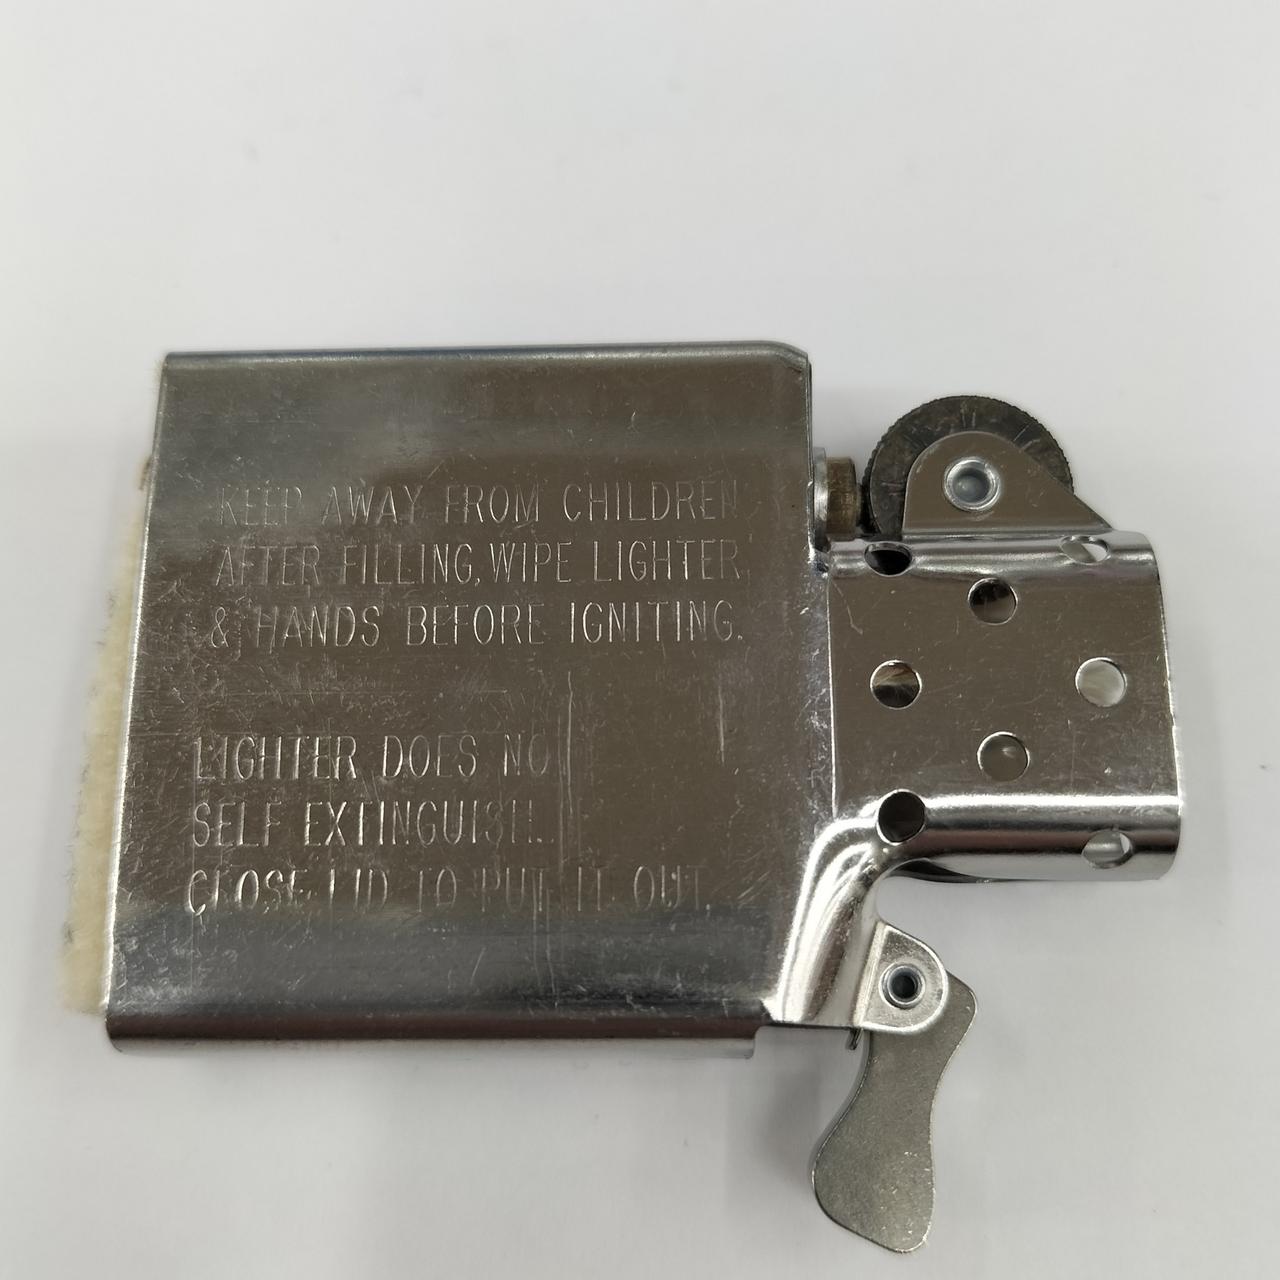 KEEP AWAY FROM CHILDREN,
AFTER FILLING, WIPE LIGHTER
& HANDS BEFORE IGNITING.
LIGHTER DOES NO
SELF EXTINGUISH.
CLOSE LID TO PUT IT OUT.